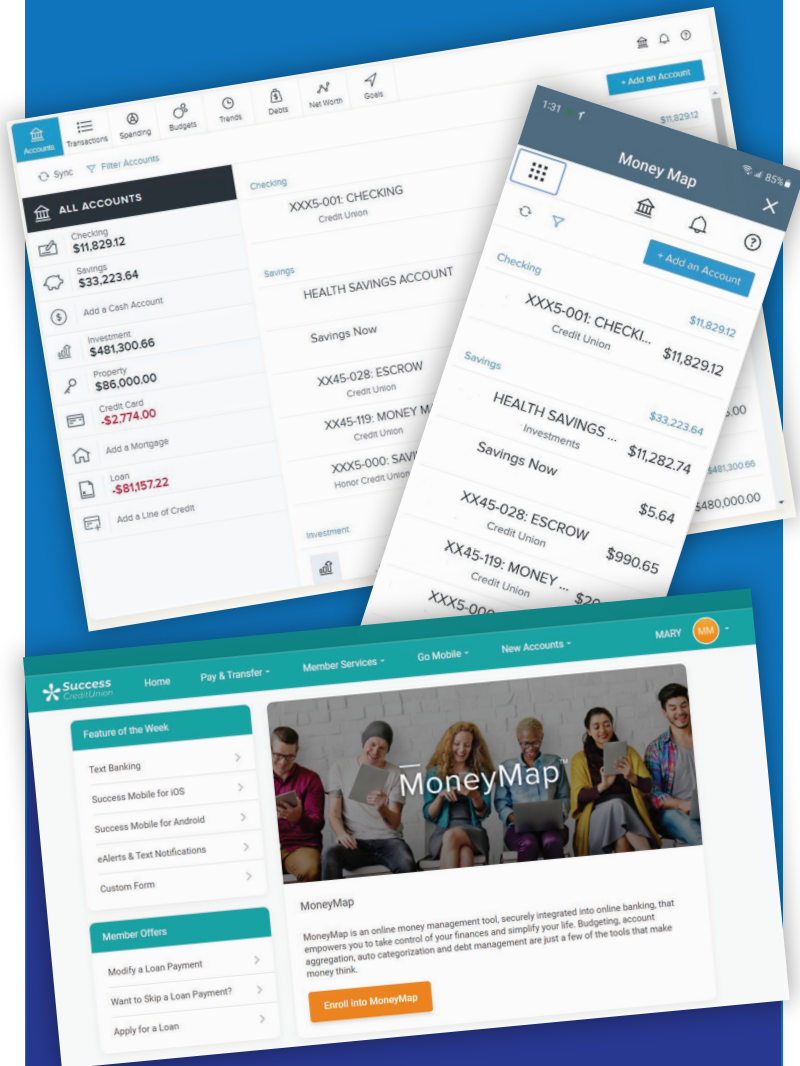 Accounts
Transactions
Spending
Budgets
Trends
Debts
Net Worth
Goals
+ Add an Account
Sync
Filter Accounts
$11,829.12
ALL ACCOUNTS
Checking
$11,829.12
Savings
$33,223.64
Add a Cash Account
Investment
$481,300.66
Property
$86,000.00
Credit Card
-$2,774.00
Add a Mortgage
Loan
-$81,157.22
Add a Line of Credit
Checking
XXX5-001: CHECKING
Credit Union
Savings
HEALTH SAVINGS ACCOUNT
Savings Now
XX45-028: ESCROW
Credit Union
XX45-119: MONEY M
Credit Union
XXX5-000: SAVI
Honor Credit Union
Investment
$481,300.66
$480,000.00
1:31
85%
Money Map
+ Add an Account
Checking
$11,829.12
XXX5-001: CHECKI...
$11,829.12
Credit Union
Savings
$33,223.64
HEALTH SAVINGS ...
$11,282.74
Investments
Savings Now
$5.64
XX45-028: ESCROW
$990.65
Credit Union
XX45-119: MONEY ...
Credit Union
XXX5-000
Success
CreditUnion
Home
Pay & Transfer
Member Services
Go Mobile
New Accounts
MARY
MM
Feature of the Week
Text Banking
Success Mobile for iOS
Success Mobile for Android
eAlerts & Text Notifications
Custom Form
Member Offers
Modify a Loan Payment
Want to Skip a Loan Payment?
Apply for a Loan
MoneyMap™
MoneyMap
MoneyMap is an online money management tool, securely integrated into online banking, that
empowers you to take control of your finances and simplify your life. Budgeting, account
aggregation, auto categorization and debt management are just a few of the tools that make
money think.
Enroll into MoneyMap